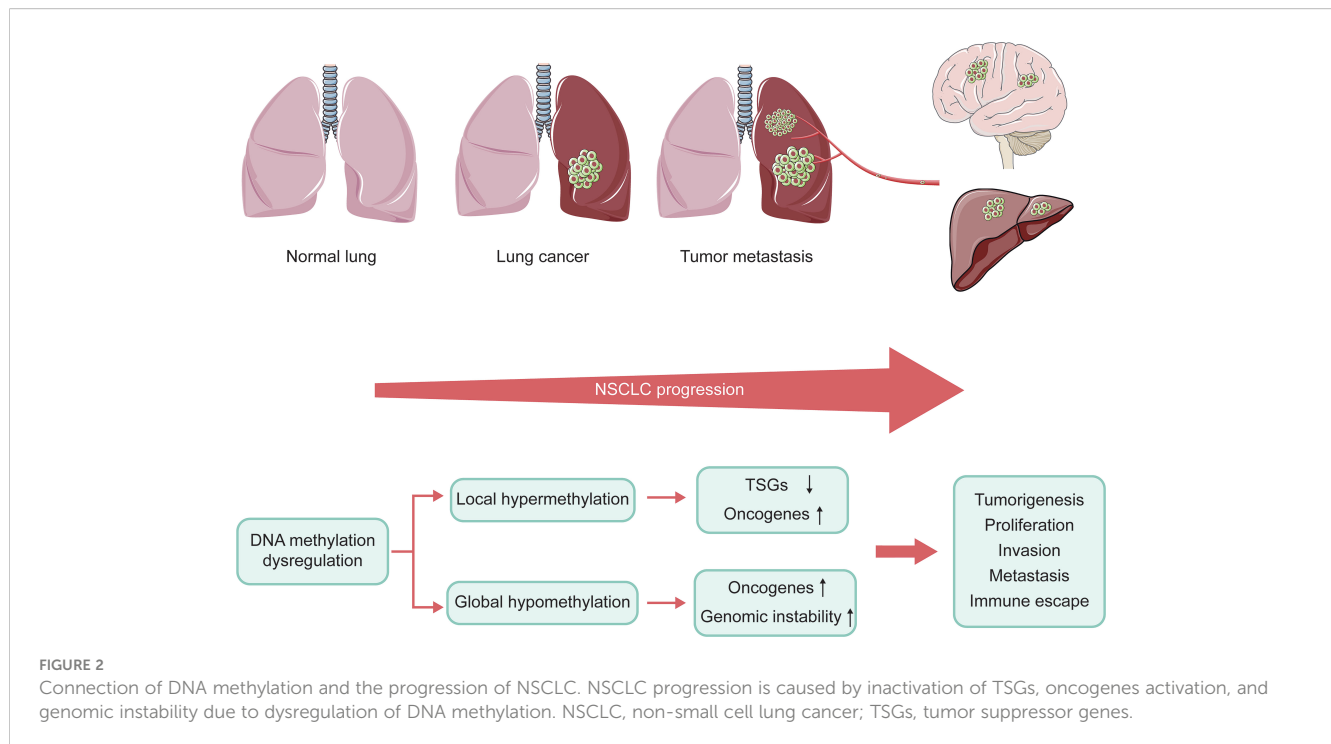 Normal lung
Lung cancer
Tumor metastasis
NSCLC progression
DNA methylation
dysregulation
Local hypermethylation
Global hypomethylation
TSGs ↓
Oncogenes ↑
Oncogenes ↑
Genomic instability ↑
Tumorigenesis
Proliferation
Invasion
Metastasis
Immune escape
FIGURE 2
Connection of DNA methylation and the progression of NSCLC. NSCLC progression is caused by inactivation of TSGs, oncogenes activation, and
genomic instability due to dysregulation of DNA methylation. NSCLC, non-small cell lung cancer; TSGs, tumor suppressor genes.